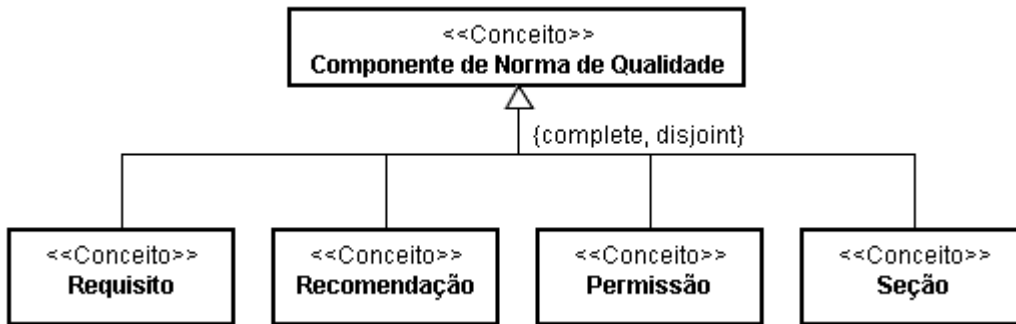 <<Conceito>>
Componente de Norma de Qualidade
{complete, disjoint}
<<Conceito>>
Requisito
<<Conceito>>
Recomendação
<<Conceito>>
Permissão
<<Conceito>>
Seção